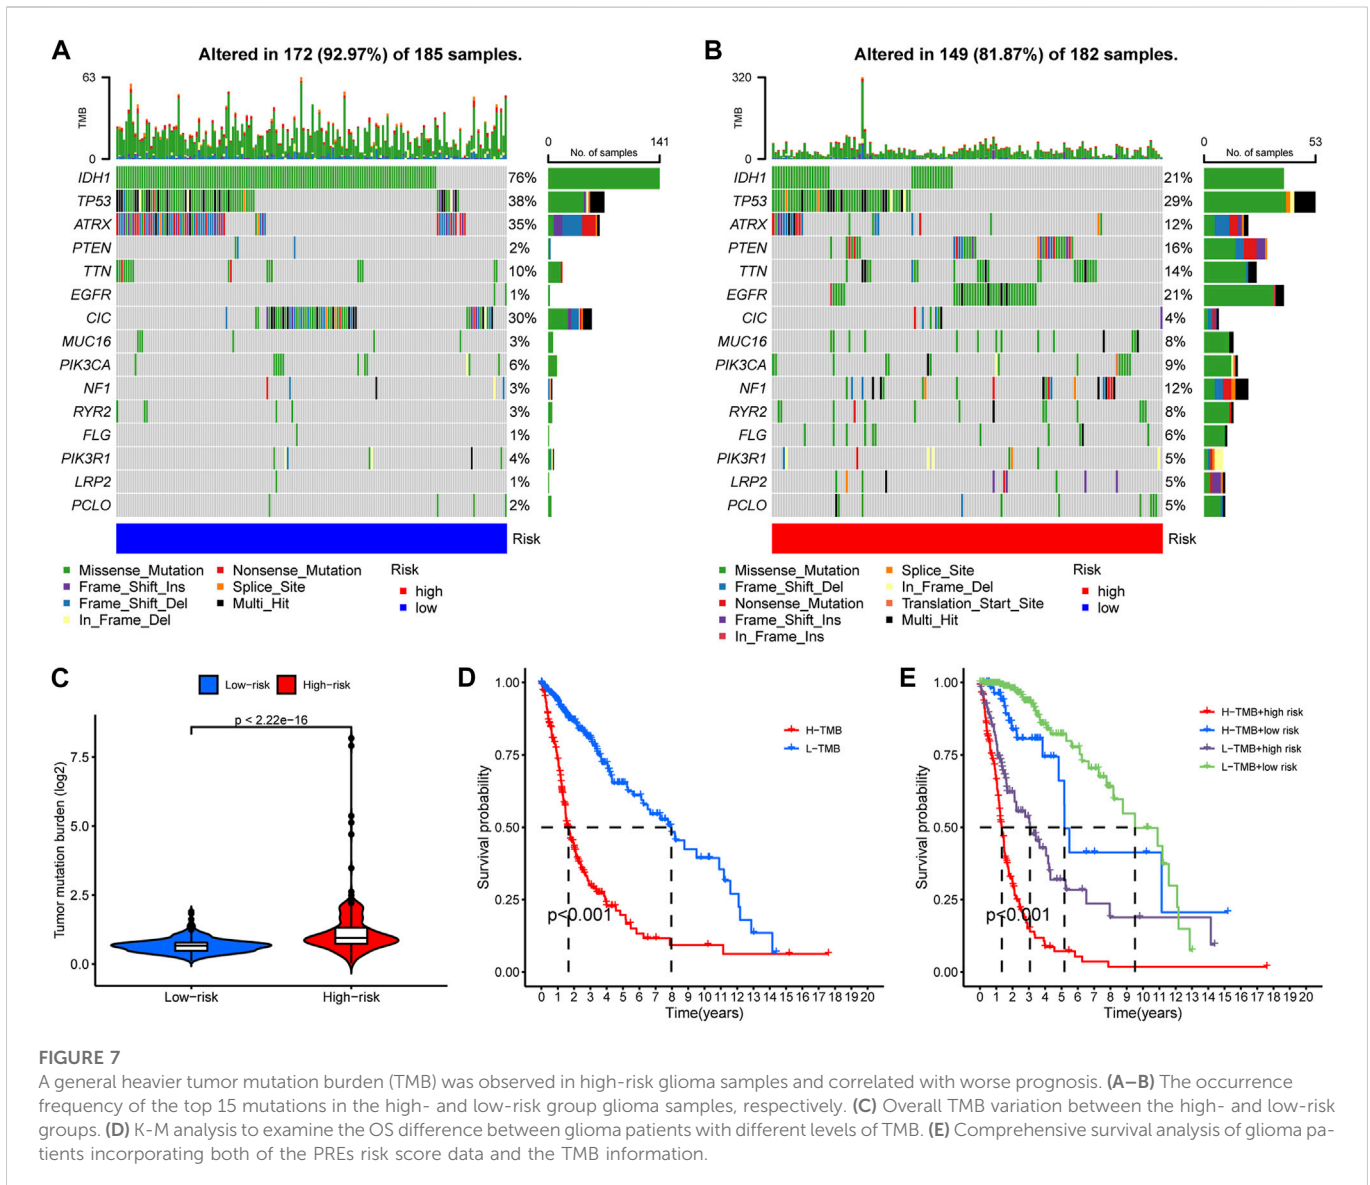 A
Altered in 172 (92.97%) of 185 samples.
63
TMB
0
0 141
No. of samples
IDH1 76%
TP53 38%
ATRX 35%
PTEN 2%
TTN 10%
EGFR 1%
CIC 30%
MUC16 3%
PIK3CA 6%
NF1 3%
RYR2 3%
FLG 1%
PIK3R1 4%
LRP2 1%
PCLO 2%
Risk
Missense_Mutation
Frame_Shift_Ins
Frame_Shift_Del
In_Frame_Del
Nonsense_Mutation
Splice_Site
Multi_Hit
Risk
high
low
B
Altered in 149 (81.87%) of 182 samples.
320
TMB
0
0 53
No. of samples
IDH1 21%
TP53 29%
ATRX 12%
PTEN 16%
TTN 14%
EGFR 21%
CIC 4%
MUC16 8%
PIK3CA 9%
NF1 12%
RYR2 8%
FLG 6%
PIK3R1 5%
LRP2 5%
PCLO 5%
Risk
Missense_Mutation
Frame_Shift_Del
Nonsense_Mutation
Frame_Shift_Ins
In_Frame_Ins
Splice_Site
In_Frame_Del
Translation_Start_Site
Multi_Hit
Risk
high
low
C
Low−risk High−risk
p < 2.22e−16
Tumor mutation burden (log2)
7.5
5.0
2.5
0.0
Low−risk High−risk
D
Survival probability
1.00
0.75
0.50
0.25
0.00
p<0.001
H−TMB
L−TMB
0 1 2 3 4 5 6 7 8 9 10 11 12 13 14 15 16 17 18 19 20
Time(years)
E
Survival probability
1.00
0.75
0.50
0.25
0.00
p<0.001
H−TMB+high risk
H−TMB+low risk
L−TMB+high risk
L−TMB+low risk
0 1 2 3 4 5 6 7 8 9 10 11 12 13 14 15 16 17 18 19 20
Time(years)
FIGURE 7
A general heavier tumor mutation burden (TMB) was observed in high-risk glioma samples and correlated with worse prognosis. (A–B) The occurrence
frequency of the top 15 mutations in the high- and low-risk group glioma samples, respectively. (C) Overall TMB variation between the high- and low-risk
groups. (D) K-M analysis to examine the OS difference between glioma patients with different levels of TMB. (E) Comprehensive survival analysis of glioma pa-
tients incorporating both of the PREs risk score data and the TMB information.